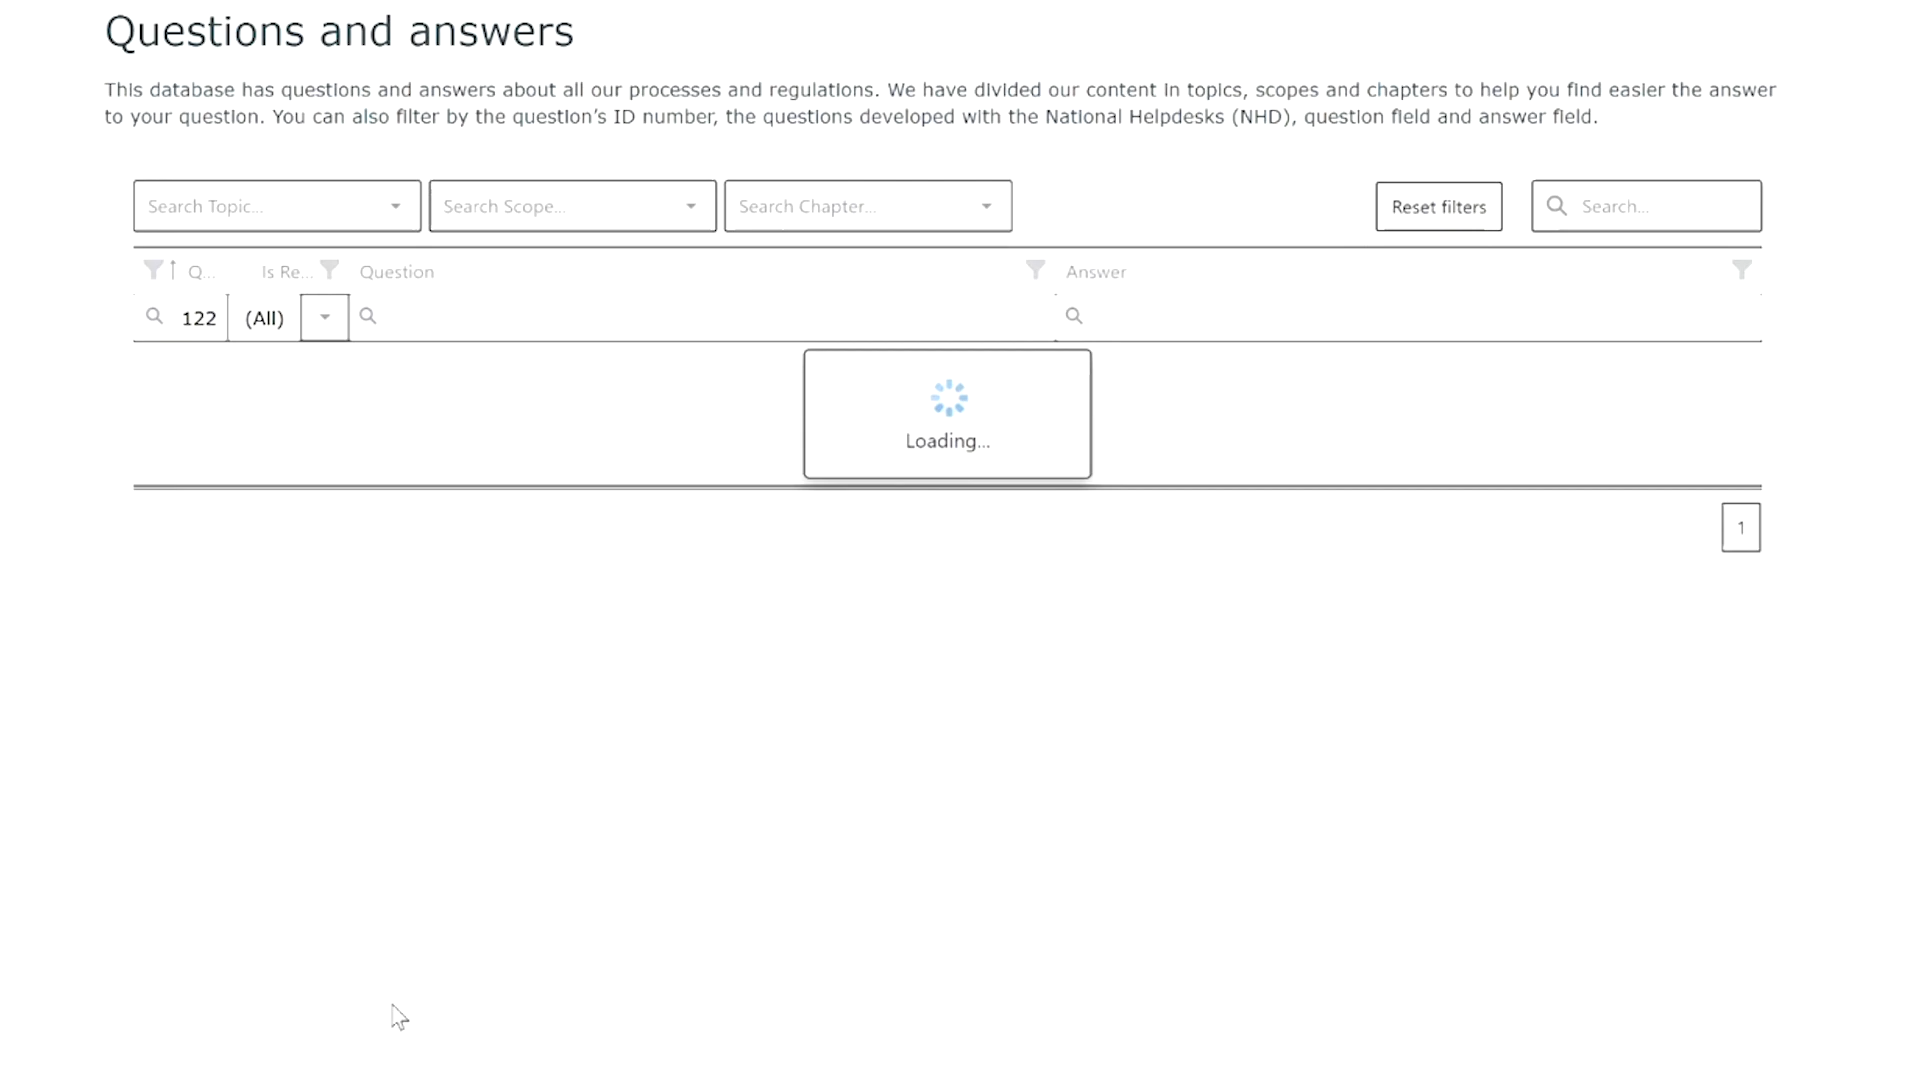 Questions and answers
This database has questions and answers about all our processes and regulations. We have divided our content in topics, scopes and chapters to help you find easier the answer
to your question. You can also filter by the question's ID number, the questions developed with the National Helpdesks (NHD), question field and answer field.
Search Topic...
Search Scope...
Search Chapter...
Reset filters
Search...
Q...
Is Re...
Question
Answer
122
(All)
Loading...
1